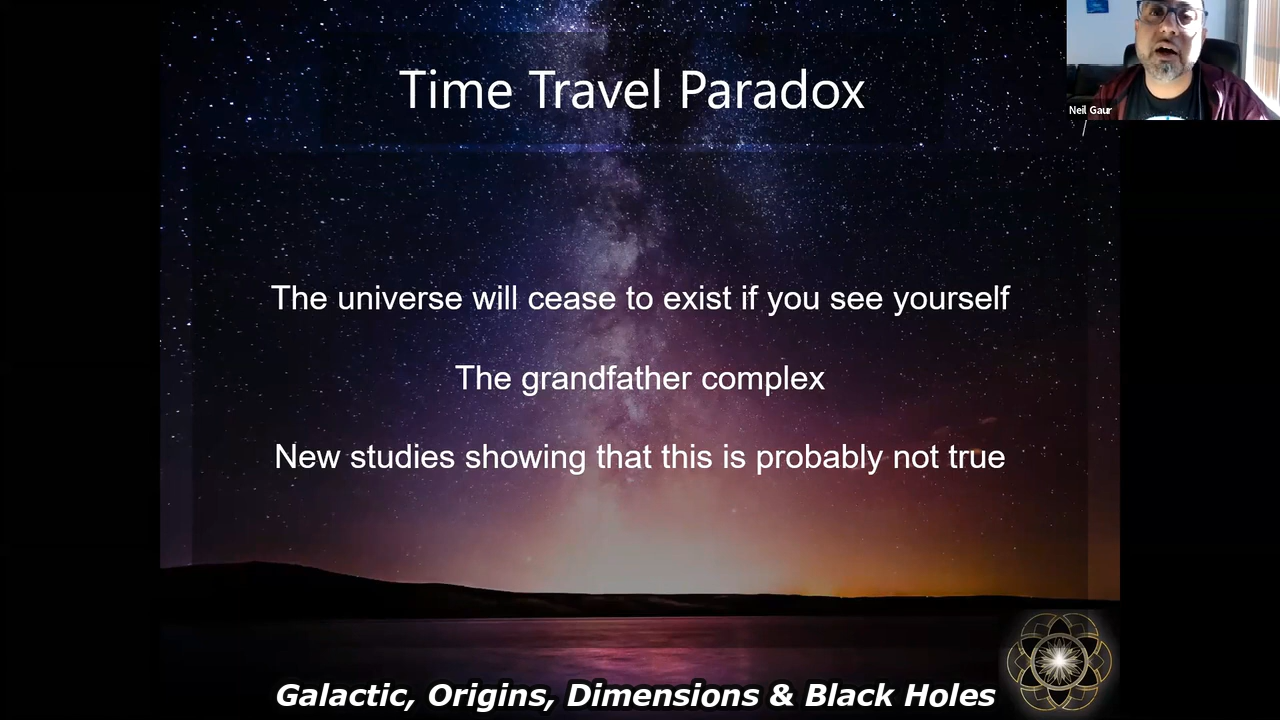 Time Travel Paradox
Neil Gaur
The universe will cease to exist if you see yourself
The grandfather complex
New studies showing that this is probably not true
Galactic, Origins, Dimensions & Black Holes